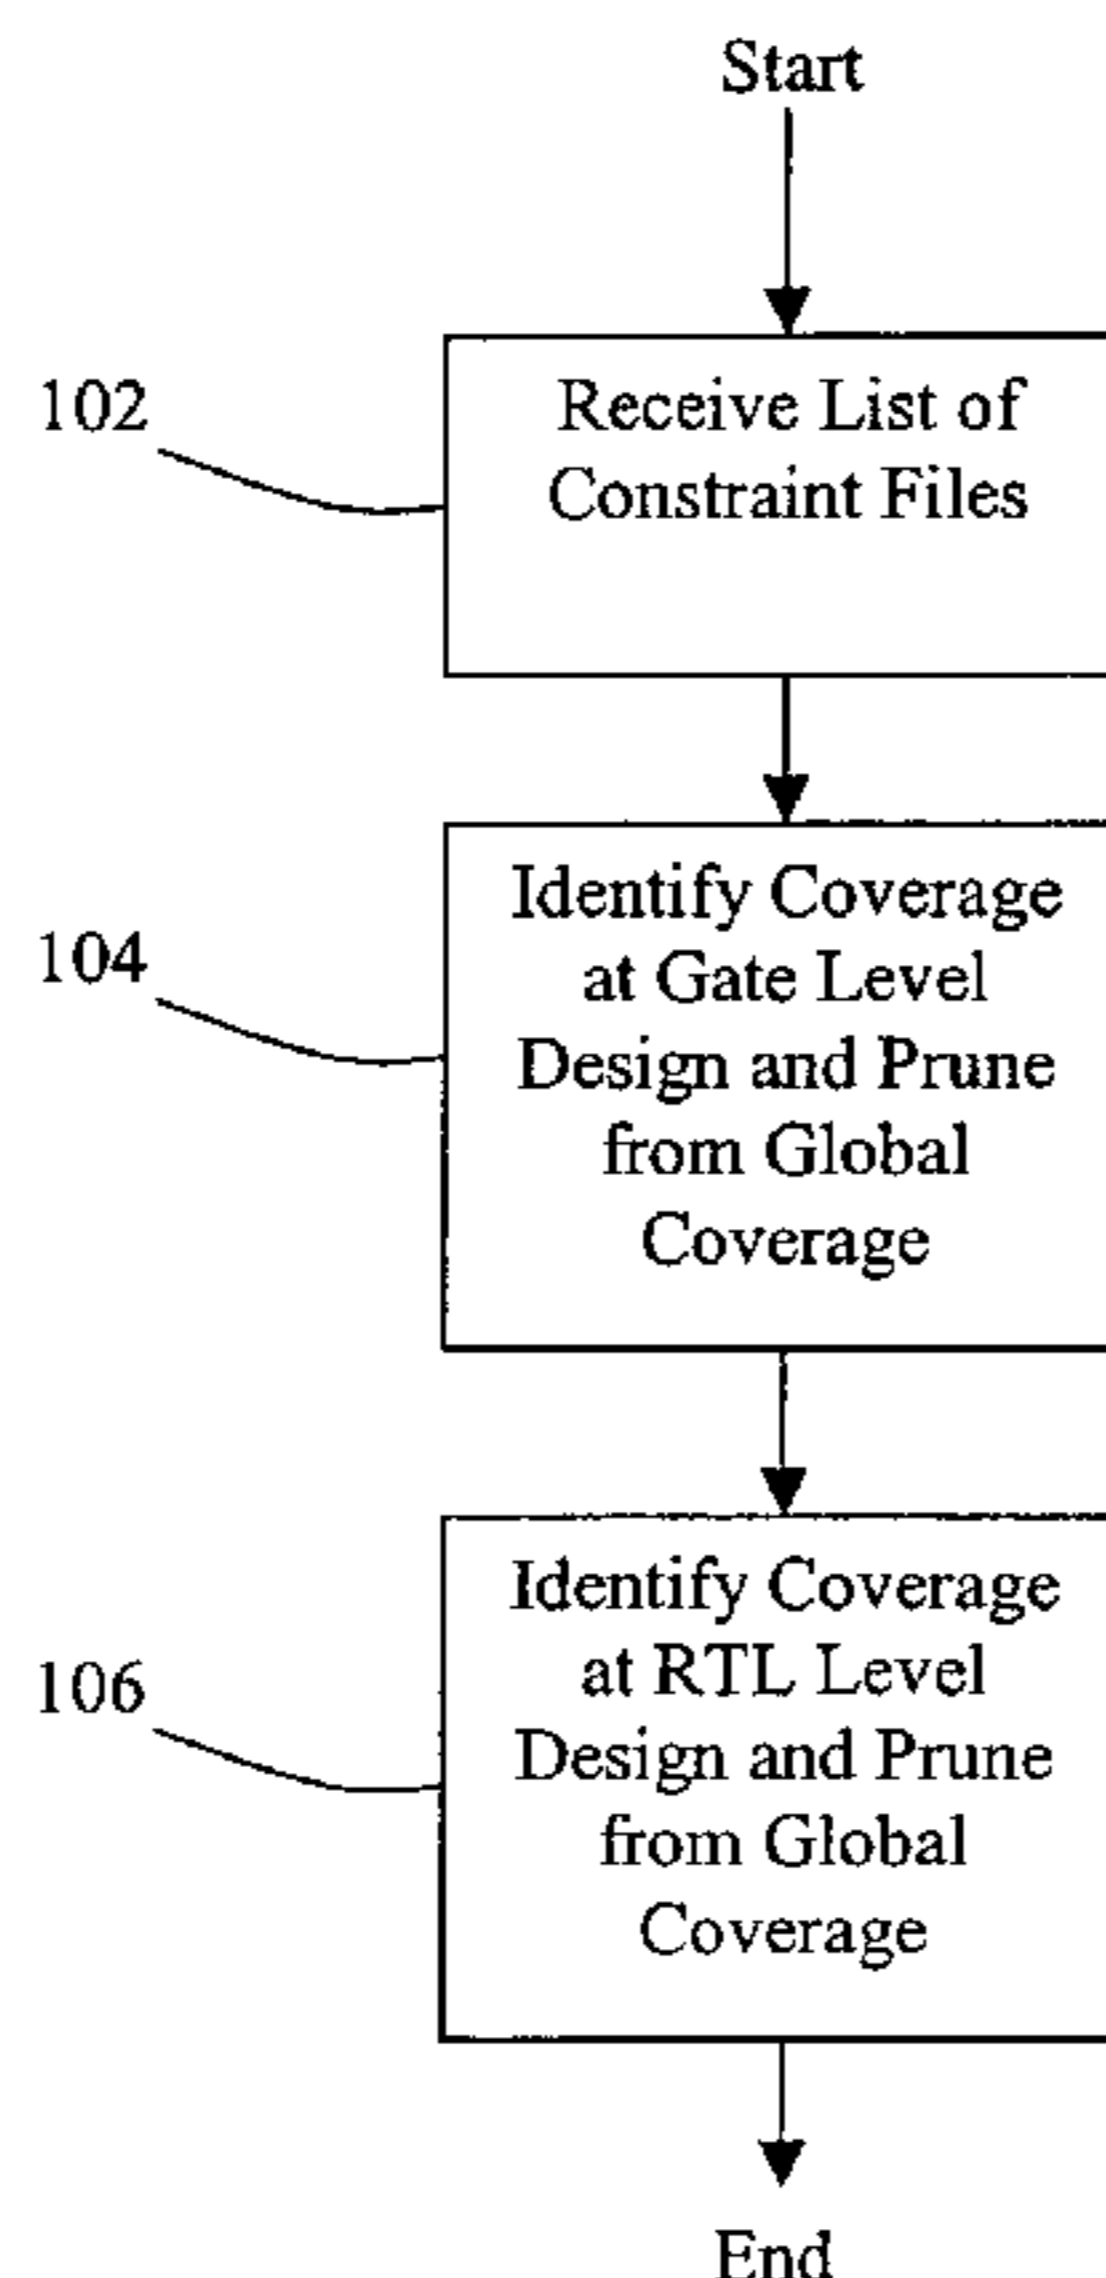 Start
102
Receive List of
Constraint Files
104
Identify Coverage
at Gate Level
Design and Prune
from Global
Coverage
106
Identify Coverage
at RTL Level
Design and Prune
from Global
Coverage
End